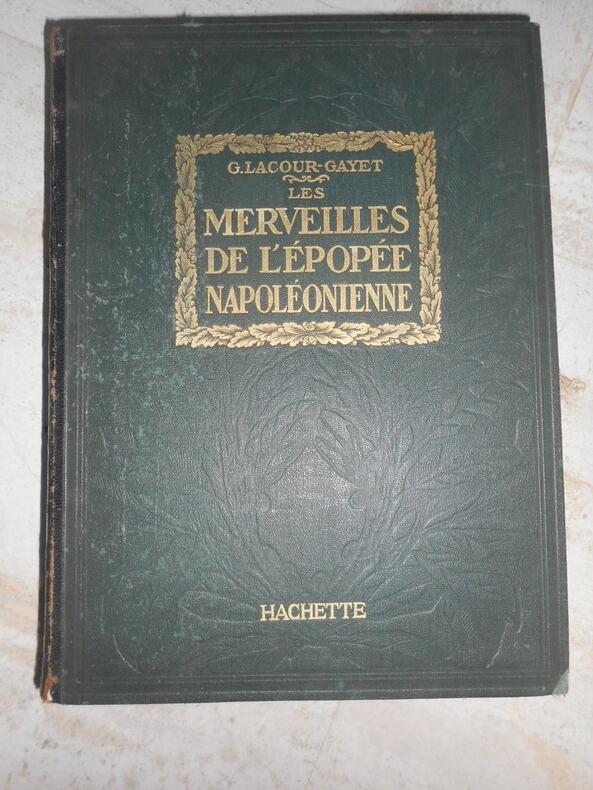 G. LACOUR-GAYET
LES
MERVEILLES
DE L'ÉPOPÉE
NAPOLÉONIENNE
HACHETTE